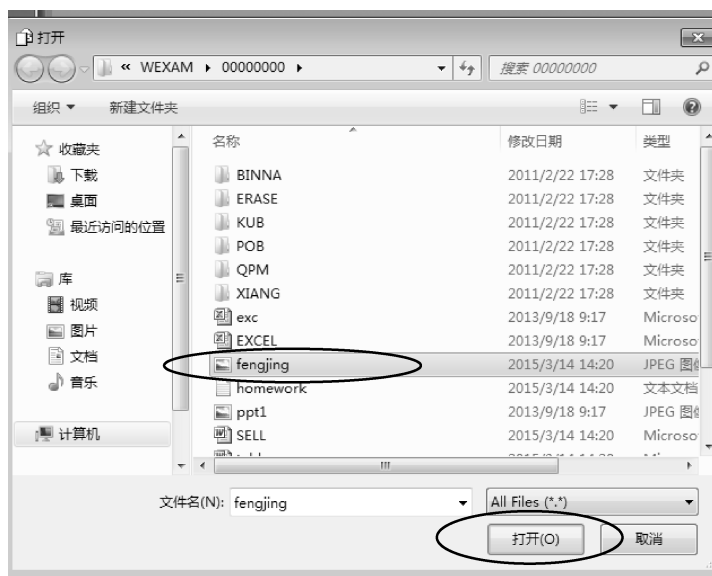 打开
« WEXAM ▸ 00000000 ▸ 搜索 00000000
组织 ▾ 新建文件夹
收藏夹
下载
桌面
最近访问的位置
库
视频
图片
文档
音乐
计算机
名称 修改日期 类型
BINNA 2011/2/22 17:28 文件夹
ERASE 2011/2/22 17:28 文件夹
KUB 2011/2/22 17:28 文件夹
POB 2011/2/22 17:28 文件夹
QPM 2011/2/22 17:28 文件夹
XIANG 2011/2/22 17:28 文件夹
exc 2013/9/18 9:17 Microso
EXCEL 2013/9/18 9:17 Microso
fengjing 2015/3/14 14:20 JPEG 图
homework 2015/3/14 14:20 文本文档
ppt1 2013/9/18 9:17 JPEG 图
SELL 2015/3/14 14:20 Microso
文件名(N): fengjing All Files (*.*)
打开(O) 取消